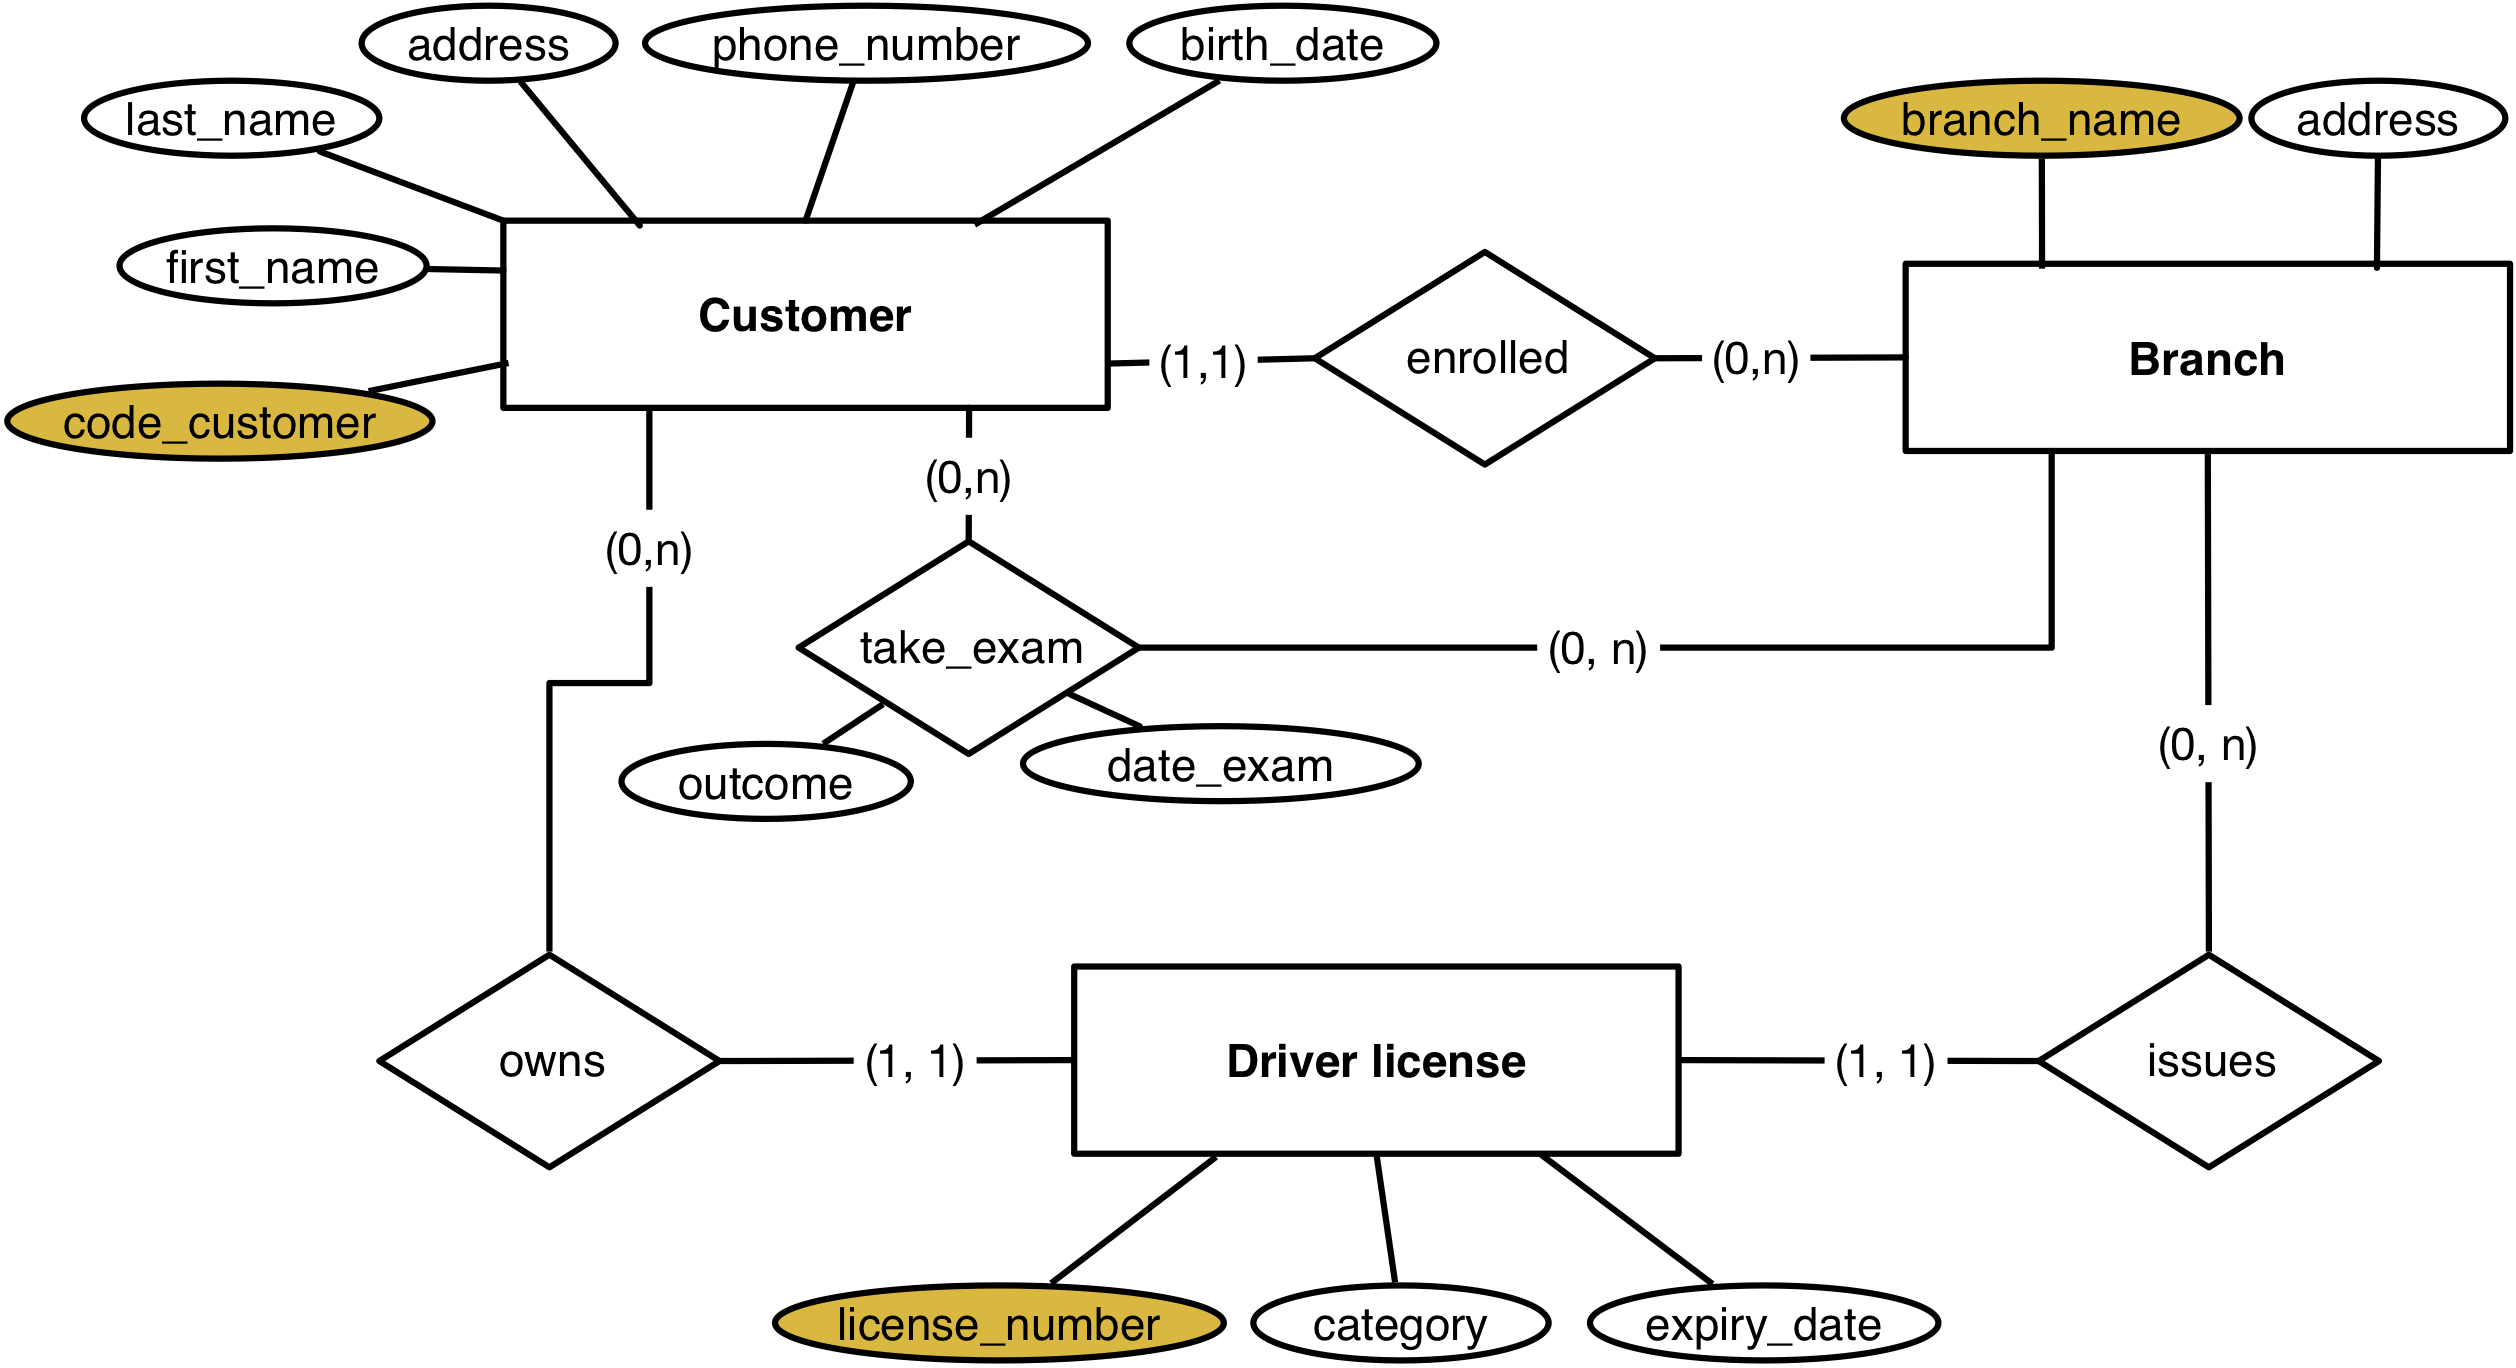 address
phone_number
birth_date
last_name
branch_name
address
first_name
Customer
enrolled
(1,1)
(0,n)
Branch
code_customer
(0,n)
(0,n)
take_exam
(0, n)
outcome
date_exam
(0, n)
owns
(1, 1)
Driver license
(1, 1)
issues
license_number
category
expiry_date